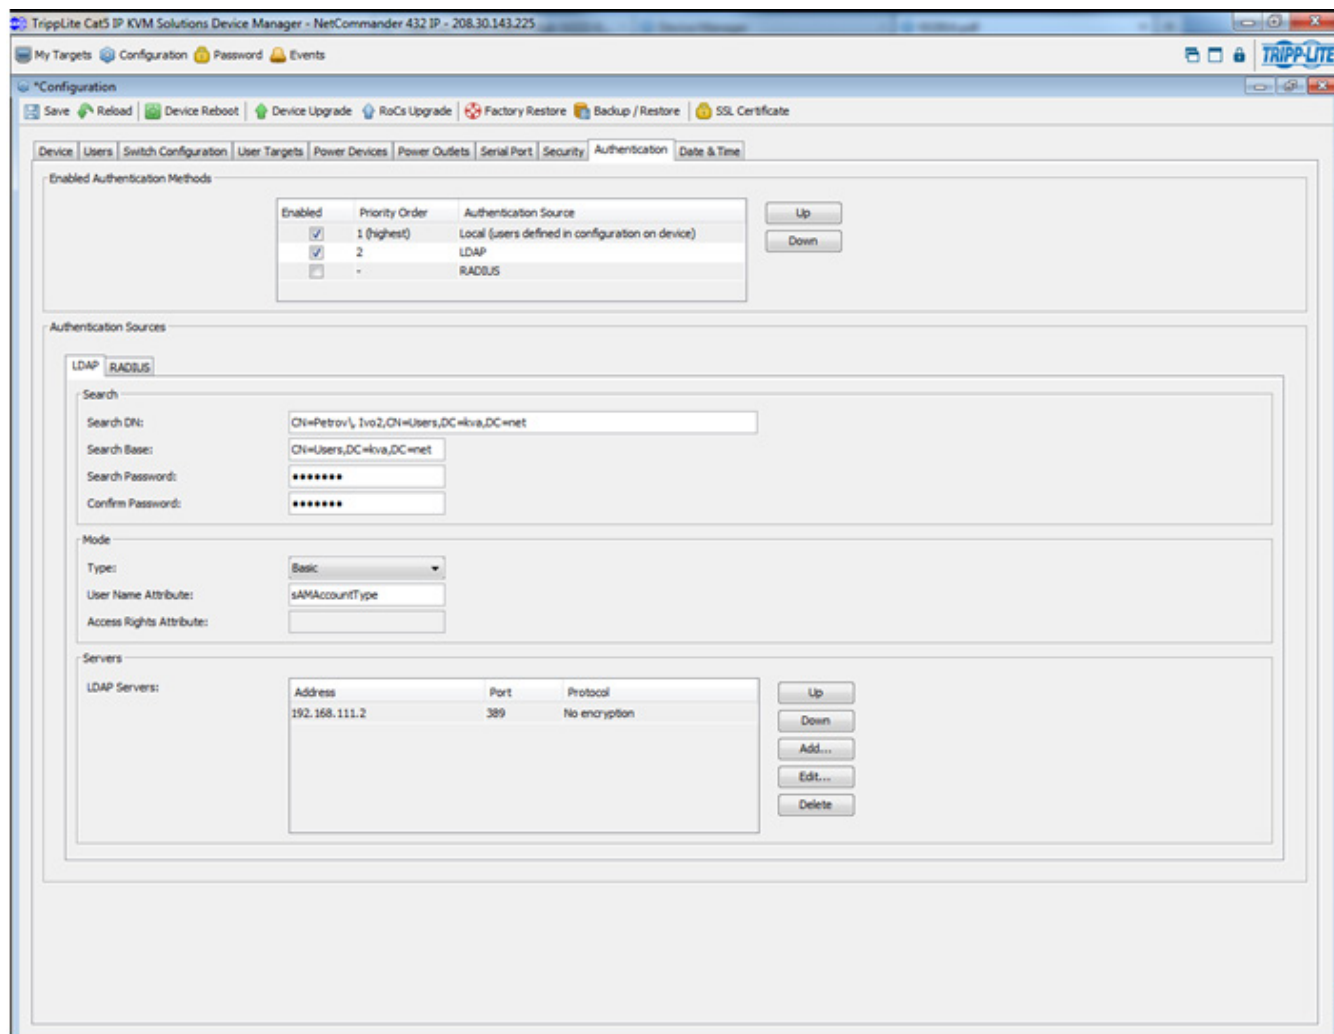 TrippLite Cat5 IP KVM Solutions Device Manager - NetCommander 432 IP - 208.30.143.225
My Targets Configuration Password Events TRIPP-LITE
*Configuration
Save Reload Device Reboot Device Upgrade RoCs Upgrade Factory Restore Backup / Restore SSL Certificate
Device Users Switch Configuration User Targets Power Devices Power Outlets Serial Port Security Authentication Date & Time
Enabled Authentication Methods
Enabled Priority Order Authentication Source Up
1 (highest) Local (users defined in configuration on device)
Down
2 LDAP
- RADIUS
Authentication Sources
LDAP RADIUS
Search
Search DN: CN=Petrov\, Ivo2,CN=Users,DC=kva,DC=net
Search Base: CN=Users,DC=kva,DC=net
Search Password: •••••••
Confirm Password: •••••••
Mode
Type: Basic
User Name Attribute: sAMAccountType
Access Rights Attribute:
Servers
LDAP Servers: Address Port Protocol Up
192.168.111.2 389 No encryption
Down
Add...
Edit...
Delete